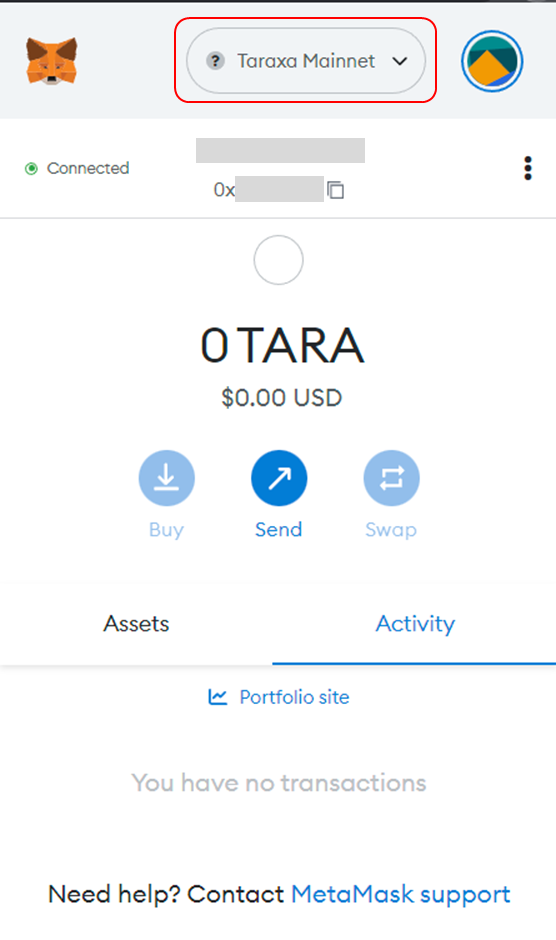 ? Taraxa Mainnet
Connected
0x
0 TARA
$0.00 USD
Buy Send Swap
Assets Activity
Portfolio site
You have no transactions
Need help? Contact MetaMask support